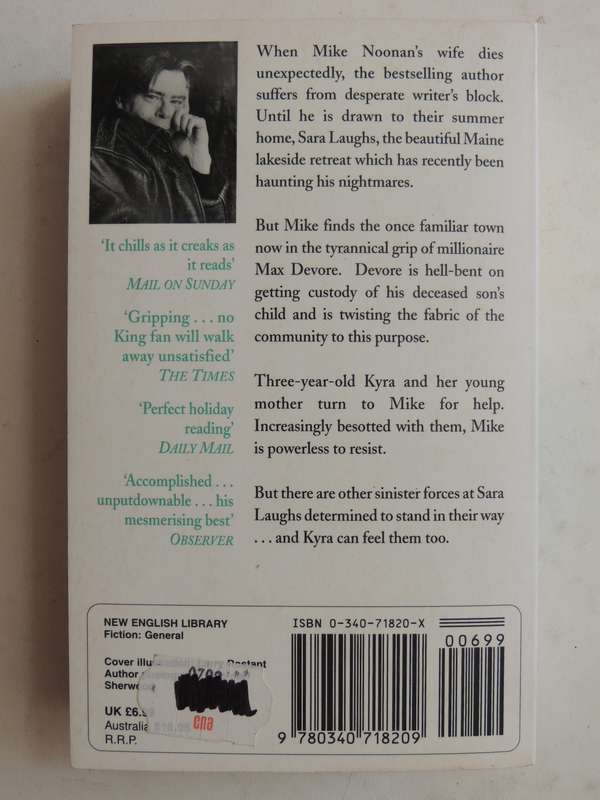 When Mike Noonan's wife dies
unexpectedly, the bestselling author
suffers from desperate writer's block.
Until he is drawn to their summer
home, Sara Laughs, the beautiful Maine
lakeside retreat which has recently been
haunting his nightmares.
But Mike finds the once familiar town
now in the tyrannical grip of millionaire
Max Devore. Devore is hell-bent on
getting custody of his deceased son's
child and is twisting the fabric of the
community to this purpose.
Three-year-old Kyra and her young
mother turn to Mike for help.
Increasingly besotted with them, Mike
is powerless to resist.
But there are other sinister forces at Sara
Laughs determined to stand in their way
. . . and Kyra can feel them too.
'It chills as it creaks as
it reads'
MAIL ON SUNDAY
'Gripping . . . no
King fan will walk
away unsatisfied'
THE TIMES
'Perfect holiday
reading'
DAILY MAIL
'Accomplished . . .
unputdownable . . . his
mesmerising best'
OBSERVER
NEW ENGLISH LIBRARY
Fiction: General
Cover
Author
UK £6.
Australia
R.R.P.
ena
ISBN 0-340-71820-X
00699
9 780340 718209